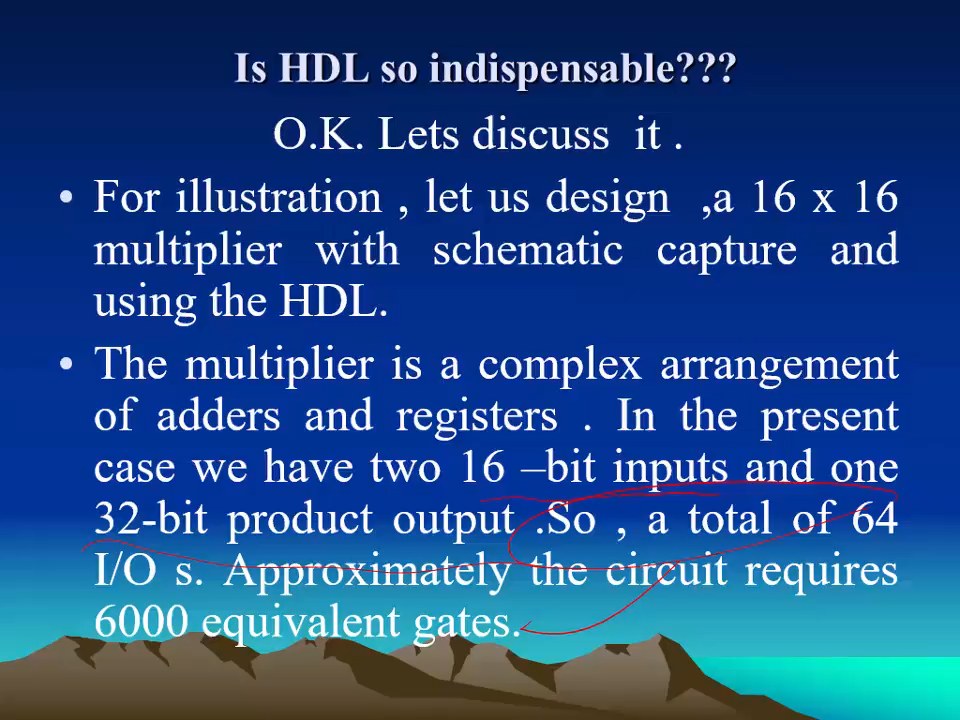 Is HDL so indispensable???
O.K. Lets discuss it .
• For illustration , let us design ,a 16 x 16
multiplier with schematic capture and
using the HDL.
• The multiplier is a complex arrangement
of adders and registers . In the present
case we have two 16 –bit inputs and one
32-bit product output .So , a total of 64
I/O s. Approximately the circuit requires
6000 equivalent gates.